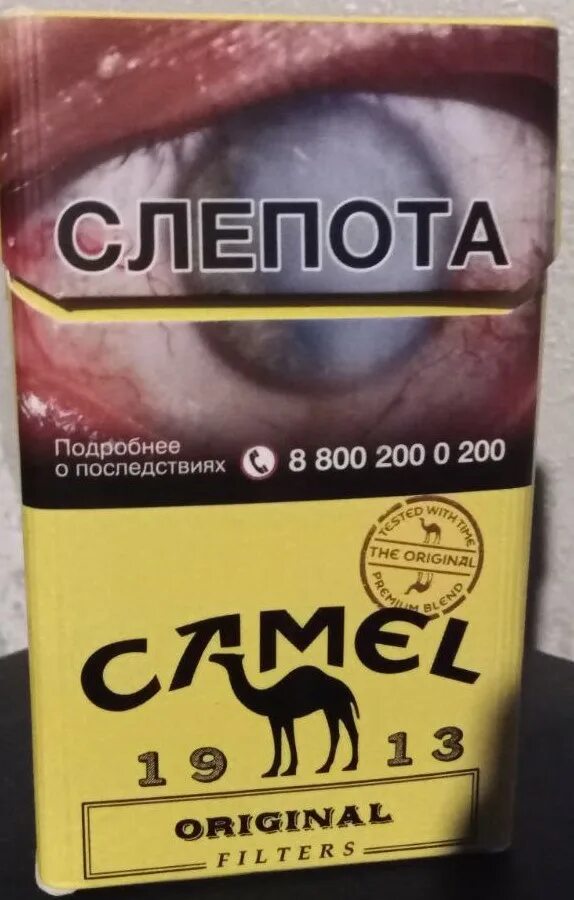 СЛЕПОТА
Подробнее
о последствиях 8 800 200 0 200
TESTED WITH TIME
THE ORIGINAL
PREMIUM BLEND
CAMEL
19 13
ORIGINAL
FILTERS